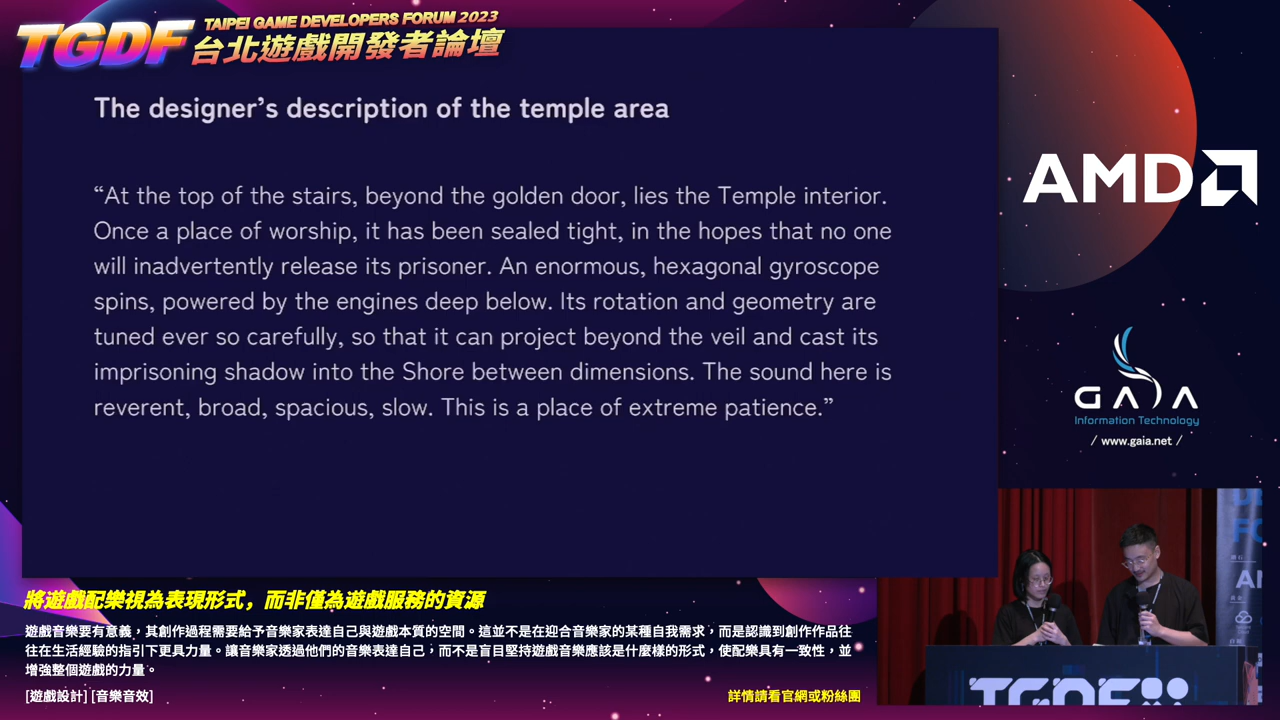 TGDF
TAIPEI GAME DEVELOPERS FORUM 2023
台北遊戲開發者論壇
The designer’s description of the temple area
“At the top of the stairs, beyond the golden door, lies the Temple interior.
Once a place of worship, it has been sealed tight, in the hopes that no one
will inadvertently release its prisoner. An enormous, hexagonal gyroscope
spins, powered by the engines deep below. Its rotation and geometry are
tuned ever so carefully, so that it can project beyond the veil and cast its
imprisoning shadow into the Shore between dimensions. The sound here is
reverent, broad, spacious, slow. This is a place of extreme patience.”
AMD
GAIA
Information Technology
/ www.gaia.net /
將遊戲配樂視為表現形式，而非僅為遊戲服務的資源
遊戲音樂要有意義，其創作過程需要給予音樂家表達自己與遊戲本質的空間。這並不是在迎合音樂家的某種自我需求，而是認識到創作作品往
往在生活經驗的指引下更具力量。讓音樂家透過他們的音樂表達自己，而不是盲目堅持遊戲音樂應該是什麼樣的形式，使配樂具有一致性，並
增強整個遊戲的力量。
[遊戲設計] [音樂音效]
詳情請看官網或粉絲團
TGDF